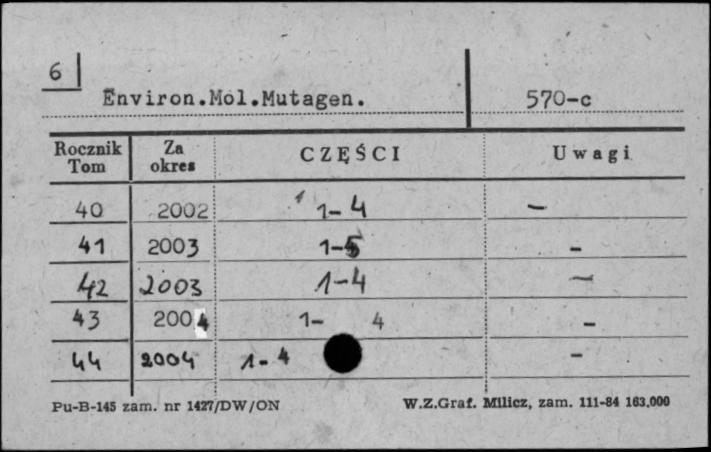 6
Environ.Mol.Mutagen. 570-c
Rocznik Tom Za okres CZĘŚCI Uwagi
40 2002 1-4 -
41 2003 1-5 -
42 2003 1-4 -
43 2004 1- 4 -
44 2004 1-4 -
Pu-B-145 zam. nr 1427/DW/ON W.Z.Graf. Milicz, zam. 111-84 163.000